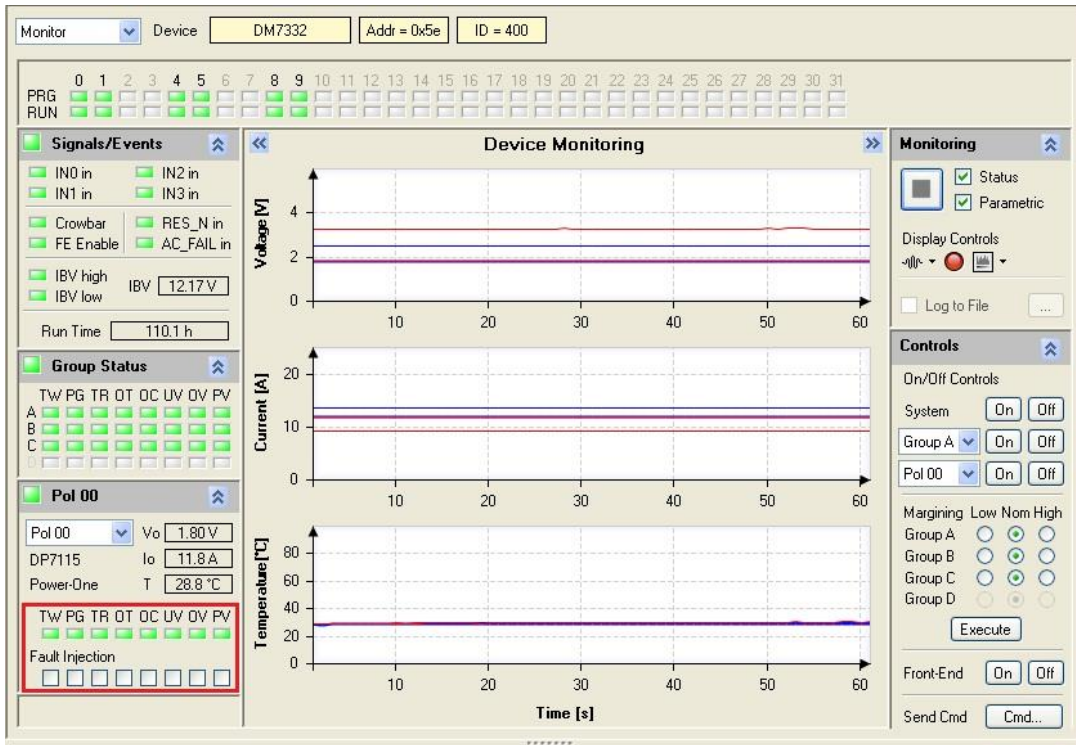 Monitor Device DM7332 Addr = 0x5e ID = 400
0 1 2 3 4 5 6 7 8 9 10 11 12 13 14 15 16 17 18 19 20 21 22 23 24 25 26 27 28 29 30 31
PRG
RUN
Signals/Events
IN0 in IN2 in
IN1 in IN3 in
Crowbar RES_N in
FE Enable AC_FAIL in
IBV high
IBV low
IBV 12.17 V
Run Time 110.1 h
Group Status
TW PG TR OT OC UV OV PV
A
B
C
D
Pol 00
Pol 00 Vo 1.80 V
DP7115 Io 11.8 A
Power-One T 28.8 °C
TW PG TR OT OC UV OV PV
Fault Injection
Device Monitoring
Voltage [V]
4
2
0
10 20 30 40 50 60
Current [A]
20
10
0
10 20 30 40 50 60
Temperature [°C]
80
60
40
20
0
10 20 30 40 50 60
Time [s]
Monitoring
Status
Parametric
Display Controls
Log to File ...
Controls
On/Off Controls
System On Off
Group A On Off
Pol 00 On Off
Margining Low Nom High
Group A
Group B
Group C
Group D
Execute
Front-End On Off
Send Cmd Cmd...